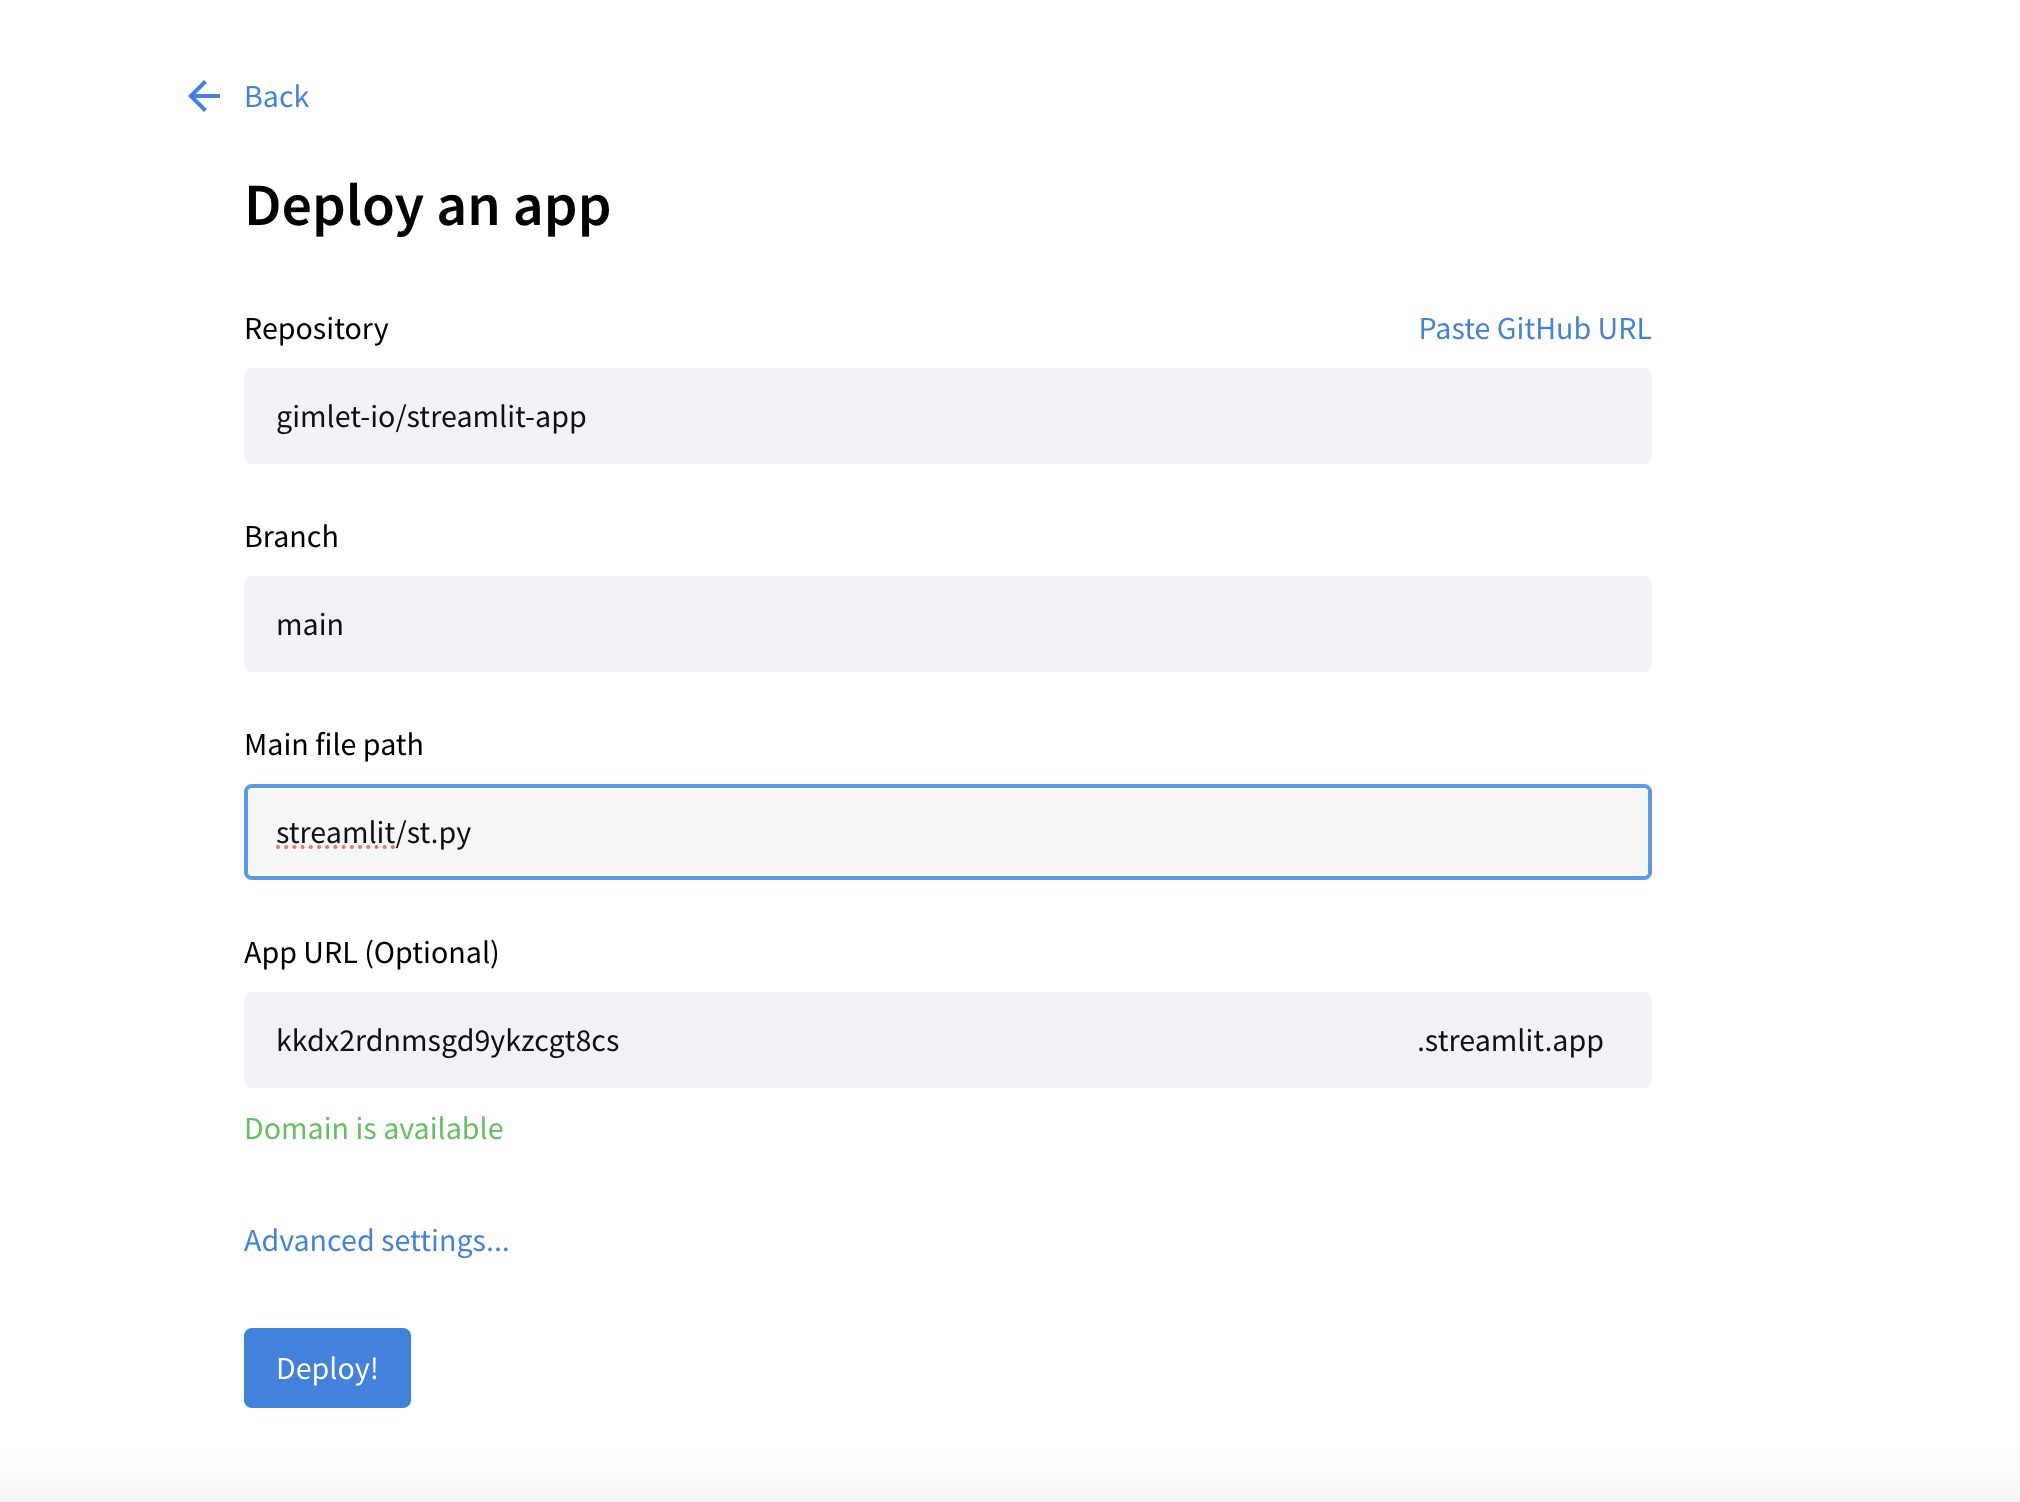 Back
Deploy an app
Repository
Paste GitHub URL
gimlet-io/streamlit-app
Branch
main
Main file path
streamlit/st.py
App URL (Optional)
kkdx2rdnmsgd9ykzcgt8cs .streamlit.app
Domain is available
Advanced settings...
Deploy!